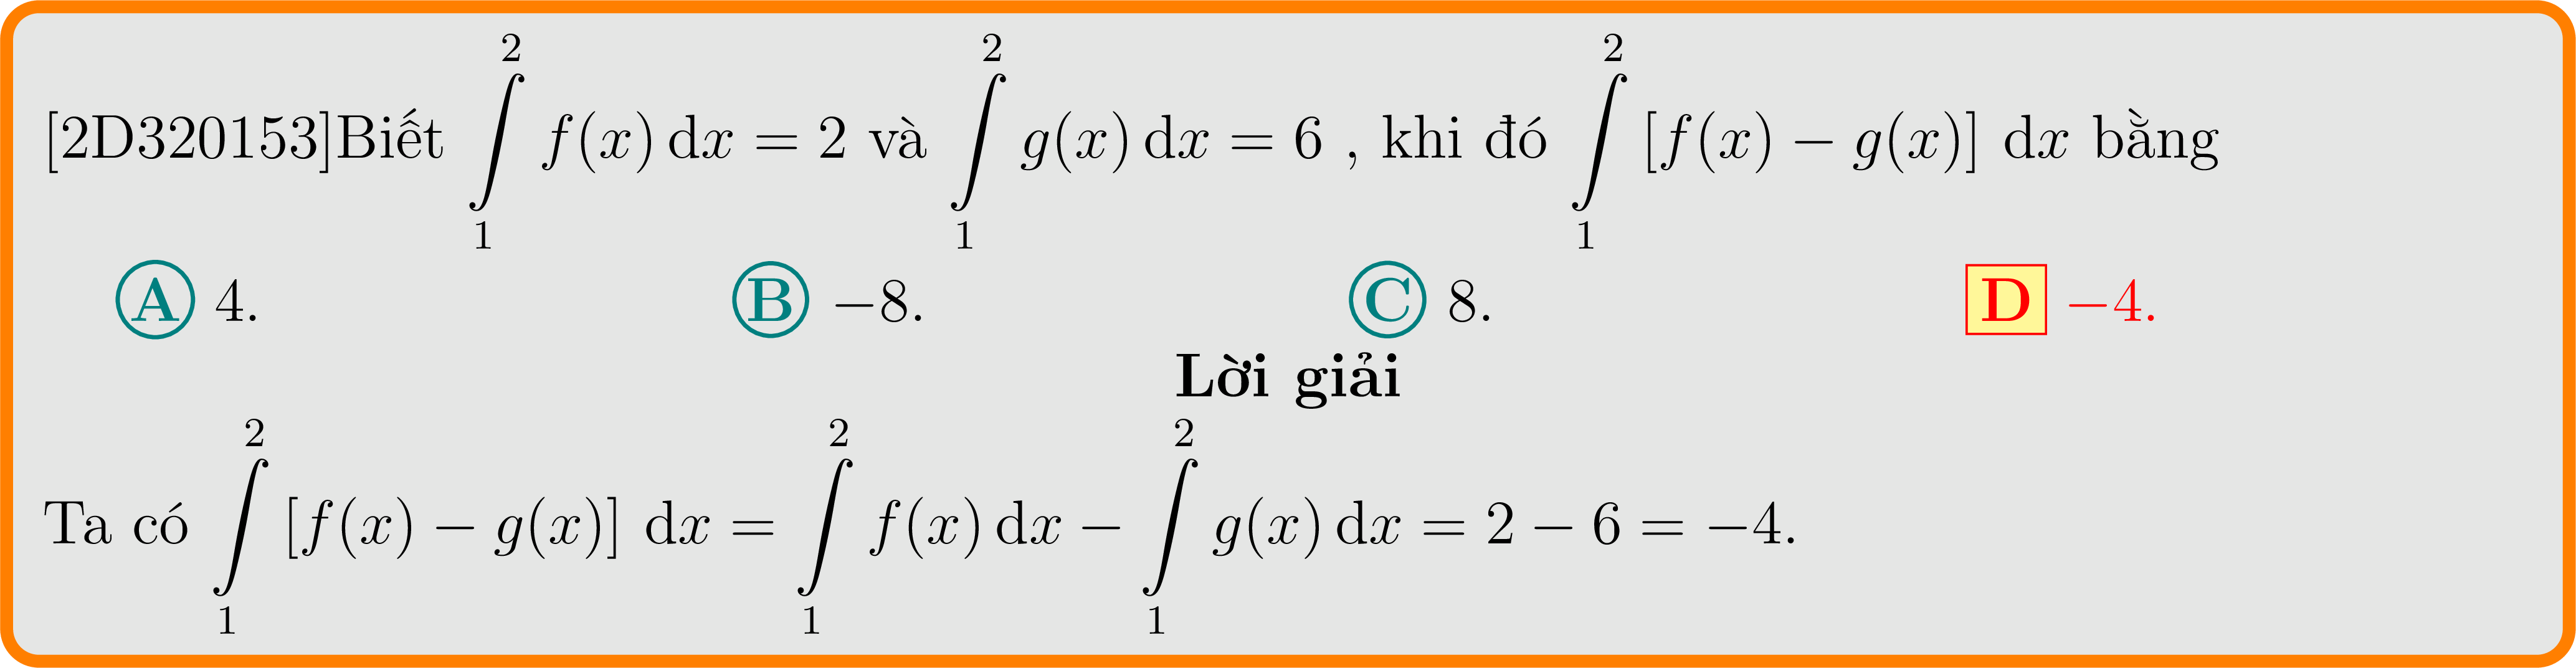 [2D320153]Biết $\int\limits_1^2 f(x)\,\mathrm{d}x = 2$ và $\int\limits_1^2 g(x)\,\mathrm{d}x = 6$ , khi đó $\int\limits_1^2 [f(x) - g(x)]\ \mathrm{d}x$ bằng
A 4. B −8. C 8. D −4.
Lời giải
Ta có $\int\limits_1^2 [f(x) - g(x)]\ \mathrm{d}x = \int\limits_1^2 f(x)\,\mathrm{d}x - \int\limits_1^2 g(x)\,\mathrm{d}x = 2 - 6 = -4.$